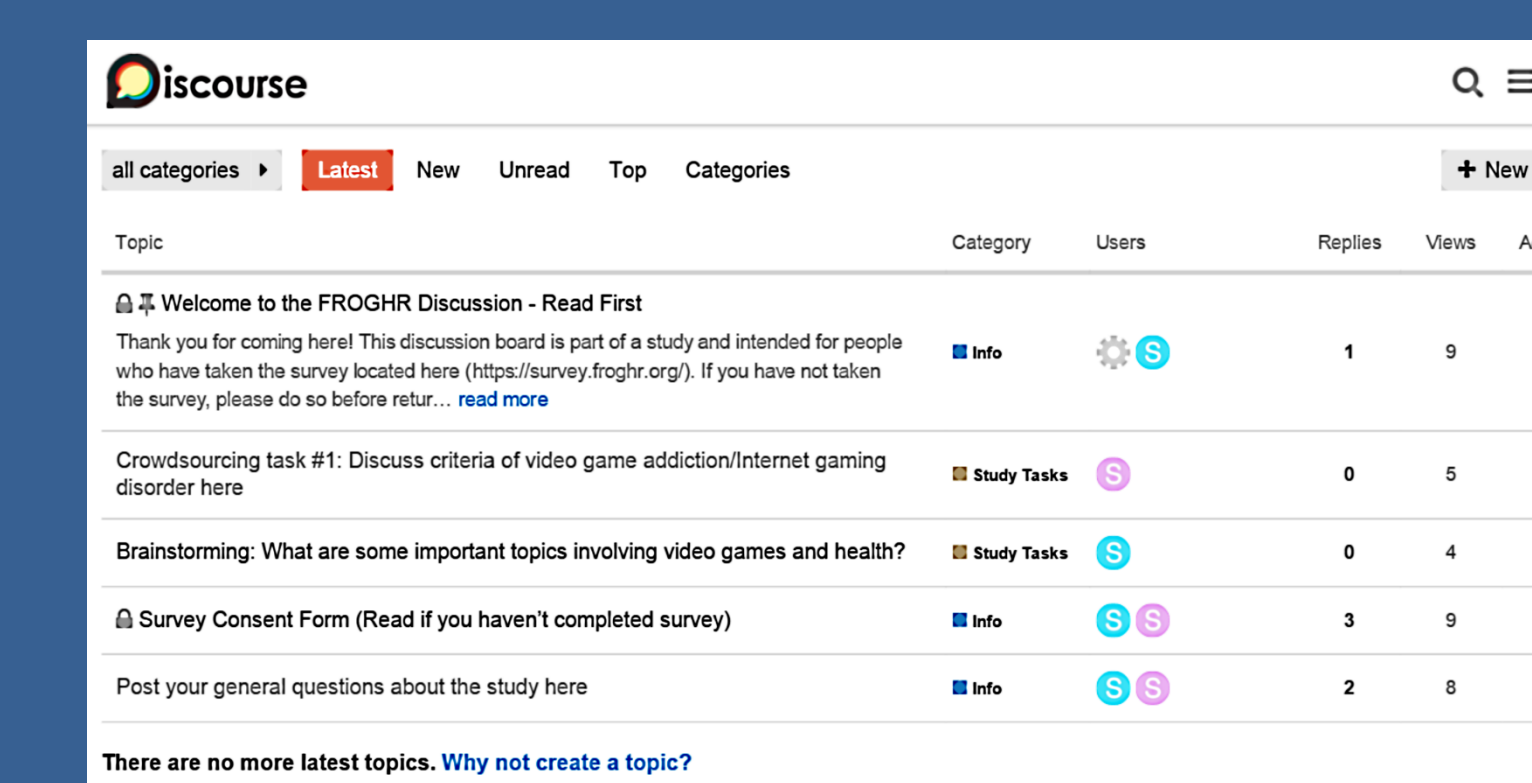 Discourse
all categories Latest New Unread Top Categories + New
Topic Category Users Replies Views A
Welcome to the FROGHR Discussion - Read First
Thank you for coming here! This discussion board is part of a study and intended for people
who have taken the survey located here (https://survey.froghr.org/). If you have not taken
the survey, please do so before retur... read more
Info S 1 9
Crowdsourcing task #1: Discuss criteria of video game addiction/Internet gaming
disorder here
Study Tasks S 0 5
Brainstorming: What are some important topics involving video games and health? Study Tasks S 0 4
Survey Consent Form (Read if you haven't completed survey) Info S S 3 9
Post your general questions about the study here Info S S 2 8
There are no more latest topics. Why not create a topic?